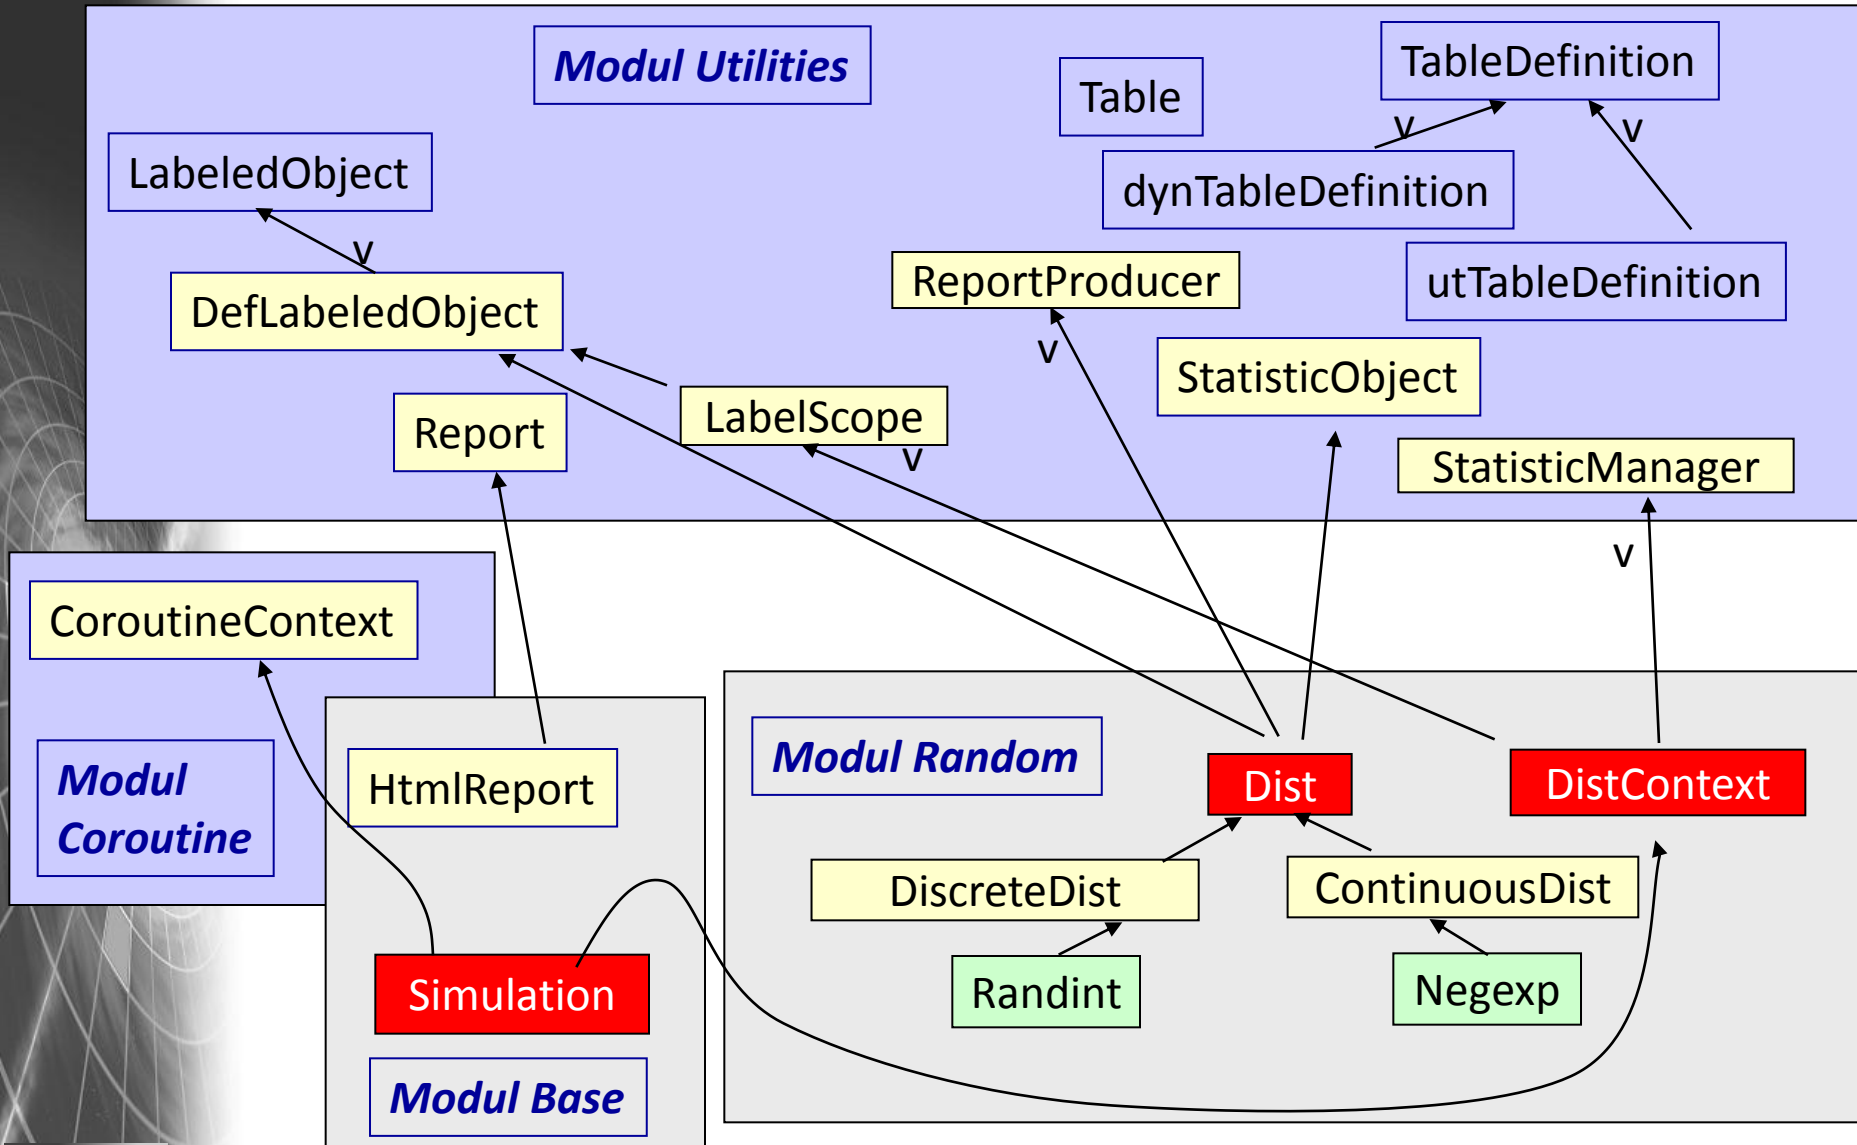 Modul Utilities
TableDefinition
Table
v
v
LabeledObject
dynTableDefinition
v
ReportProducer
utTableDefinition
DefLabeledObject
v
StatisticObject
LabelScope
Report
v
StatisticManager
v
CoroutineContext
Modul
Coroutine
HtmlReport
Modul Random
Dist
DistContext
DiscreteDist
ContinuousDist
Simulation
Randint
Negexp
Modul Base